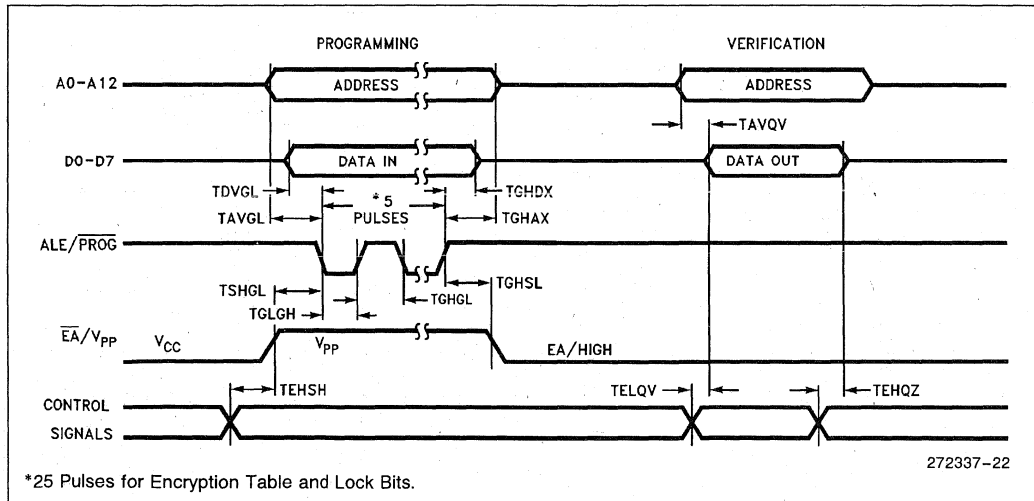 PROGRAMMING VERIFICATION
A0-A12 ADDRESS ADDRESS
TAVQV
D0-D7 DATA IN DATA OUT
TDVGL *5 TGHDX
TAVGL PULSES TGHAX
ALE/PROG
TSHGL TGHGL TGHSL
TGLGH
EA/VPP VCC VPP EA/HIGH
TEHSH TELQV TEHQZ
CONTROL
SIGNALS
272337-22
*25 Pulses for Encryption Table and Lock Bits.